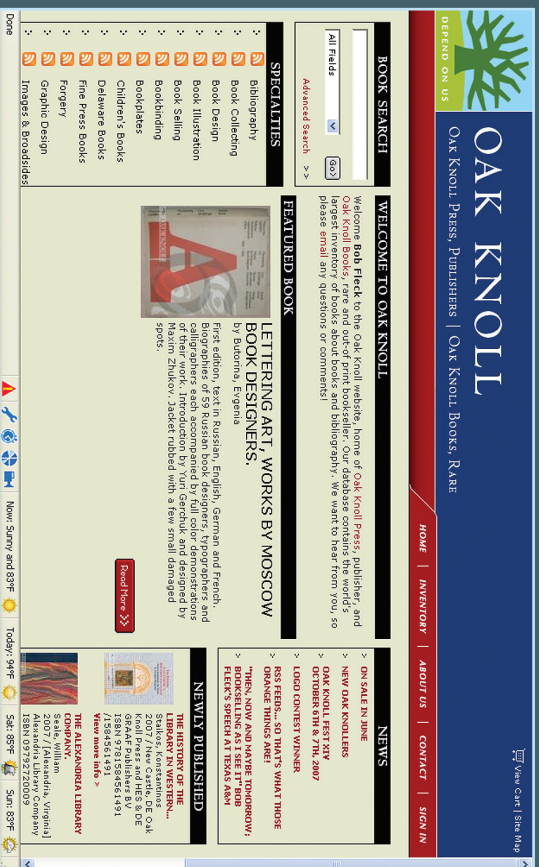 DEPEND ON US
OAK KNOLL
OAK KNOLL PRESS, PUBLISHERS | OAK KNOLL BOOKS, RARE
View Cart | Site Map
HOME | INVENTORY | ABOUT US | CONTACT | SIGN IN
BOOK SEARCH
All Fields
Go>
Advanced Search >>
SPECIALTIES
Bibliography
Book Collecting
Book Design
Book Illustration
Book Selling
Bookbinding
Bookplates
Children's Books
Delaware Books
Fine Press Books
Forgery
Graphic Design
Images & Broadsides
WELCOME TO OAK KNOLL
Welcome Bob Fleck to the Oak Knoll website, home of Oak Knoll Press, publisher, and
Oak Knoll Books, rare and out-of print bookseller. Our database contains the world's
largest inventory of books about books and bibliography. We want to hear from you, so
please email any questions or comments!
FEATURED BOOK
LETTERING ART, WORKS BY MOSCOW
BOOK DESIGNERS.
by Butorina, Evgenia
First edition, text in Russian, English, German and French.
Biographies of 59 Russian book designers, typographers and
calligraphers each accompanied by full color demonstrations
of their work. Introduction by Yuri Gerchuk and designed by
Maxim Zhukov. Jacket rubbed with a few small damaged
spots.
Read More >>
NEWS
> ON SALE IN JUNE
> NEW OAK KNOLLERS
> OAK KNOLL FEST XIV
OCTOBER 6TH & 7TH, 2007
> LOGO CONTEST WINNER
> RSS FEEDS... SO THAT'S WHAT THOSE
ORANGE THINGS ARE!
> "THEN, NOW AND MAYBE TOMORROW;
BOOKSELLING AS I SEE IT" BOB
FLECK'S SPEECH AT TEXAS A&M
NEWLY PUBLISHED
THE HISTORY OF THE
LIBRARY IN WESTERN...
Staikos, Konstantinos
2007 / New Castle, DE Oak
Knoll Press and HES & DE
GRAAF Publishers BV
ISBN 9781584561491
/1584561491
View more info >
THE ALEXANDRIA LIBRARY
COMPANY
Seale, William
2007 / [Alexandria, Virginia]
Alexandria Library Company
ISBN 0979272009
Done
Now: Sunny and 83°F
Today: 94°F
Sat: 85°F
Sun: 83°F